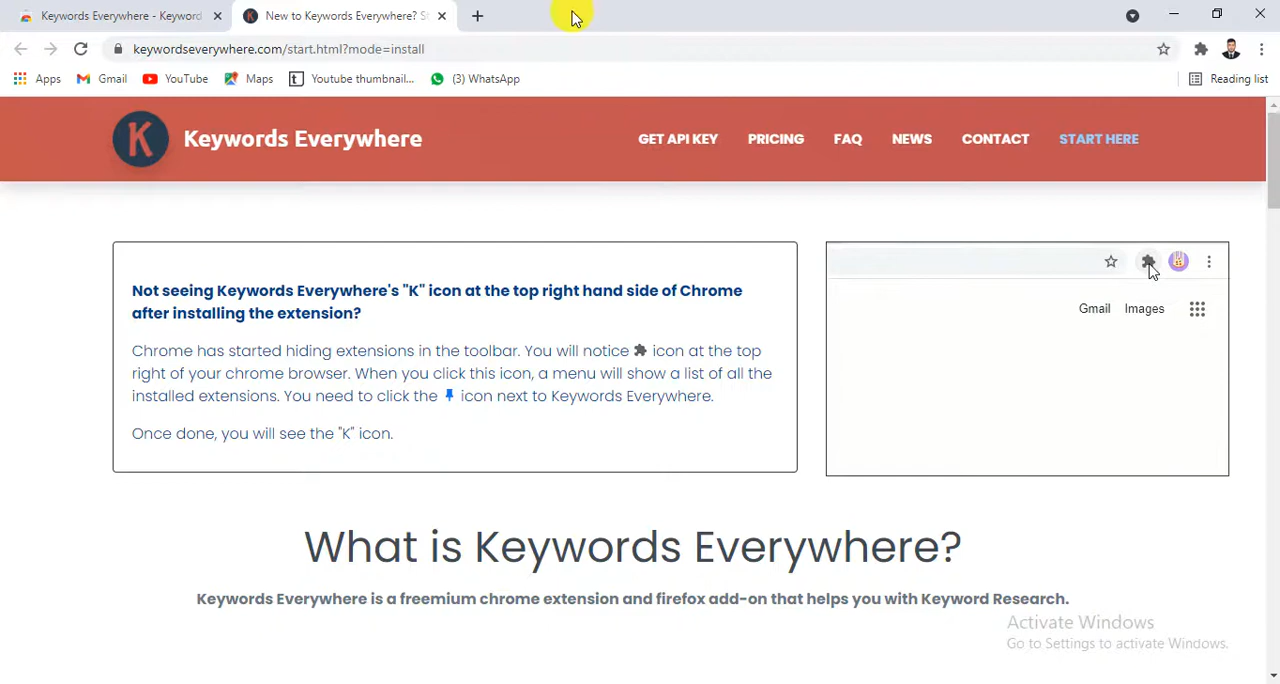 Keywords Everywhere - Keyword
New to Keywords Everywhere? St
keywordseverywhere.com/start.html?mode=install
Apps
Gmail
YouTube
Maps
Youtube thumbnail...
(3) WhatsApp
Reading list
K
Keywords Everywhere
GET API KEY
PRICING
FAQ
NEWS
CONTACT
START HERE
Not seeing Keywords Everywhere's "K" icon at the top right hand side of Chrome
after installing the extension?
Chrome has started hiding extensions in the toolbar. You will notice icon at the top
right of your chrome browser. When you click this icon, a menu will show a list of all the
installed extensions. You need to click the icon next to Keywords Everywhere.
Once done, you will see the "K" icon.
Gmail
Images
What is Keywords Everywhere?
Keywords Everywhere is a freemium chrome extension and firefox add-on that helps you with Keyword Research.
Activate Windows
Go to Settings to activate Windows.